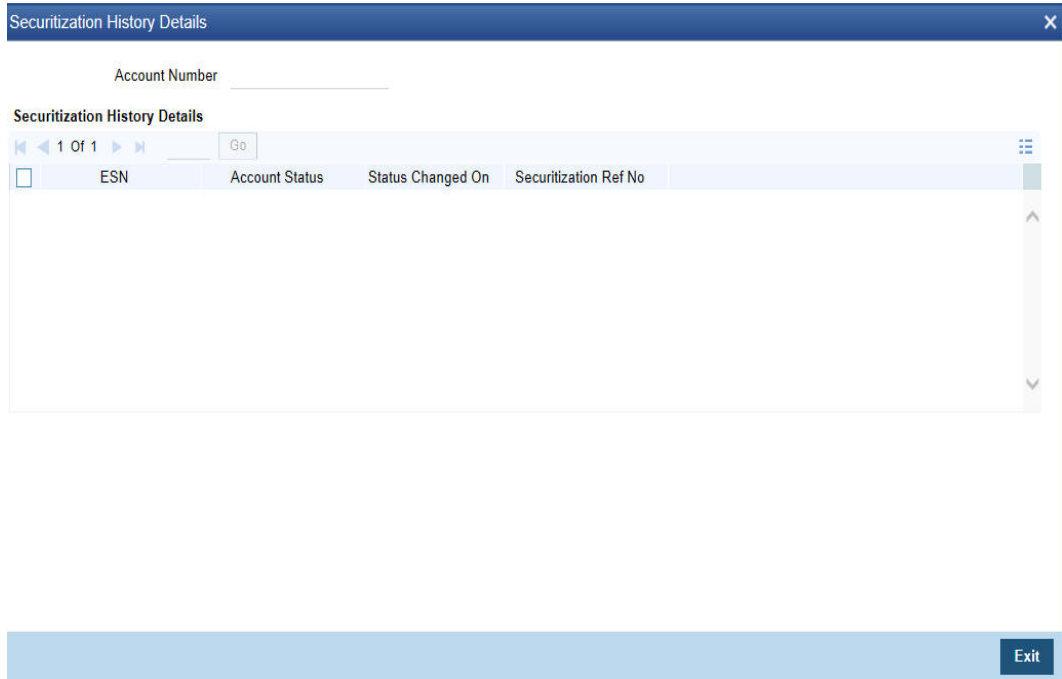 Securitization History Details
Account Number
Securitization History Details
1 Of 1 Go
ESN Account Status Status Changed On Securitization Ref No
Exit